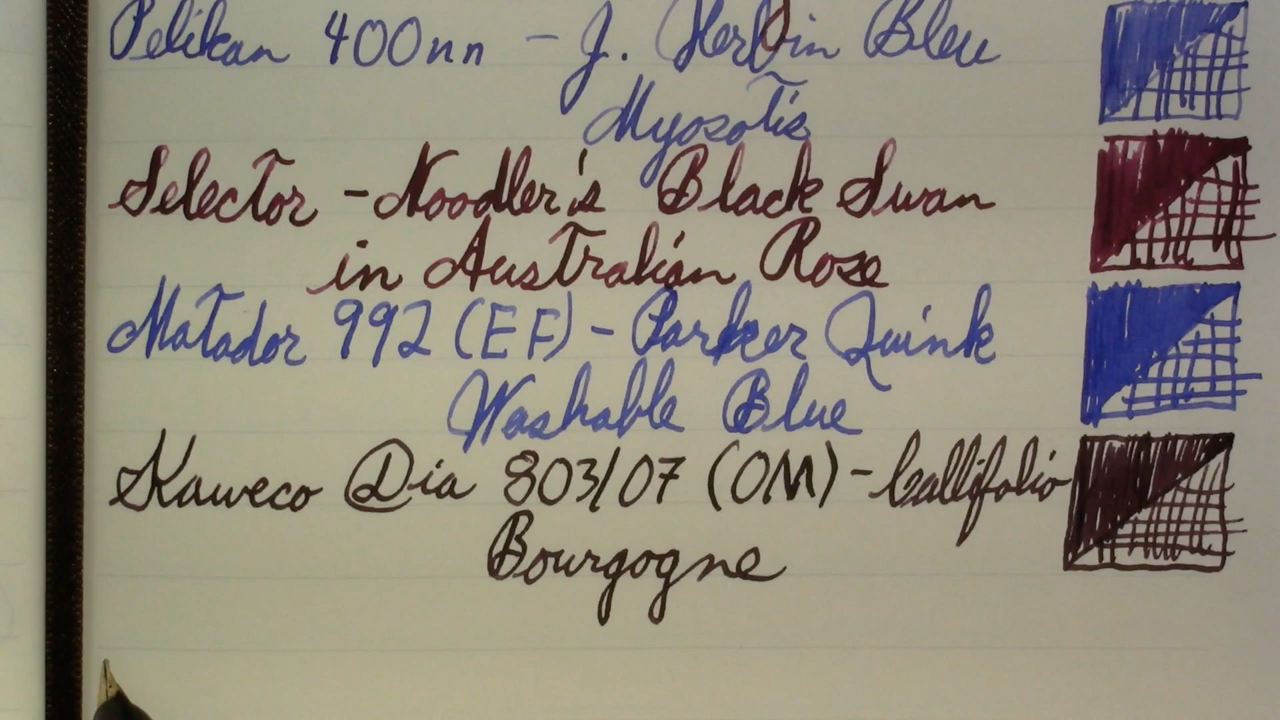 Pelikan 400nn - J. Herbin Bleu
Myosotis
Selector - Noodler's Black Swan
in Australian Rose
Matador 992 (EF) - Parker Quink
Washable Blue
Kaweco Dia 803/07 (OM) - Callifolio
Bourgogne